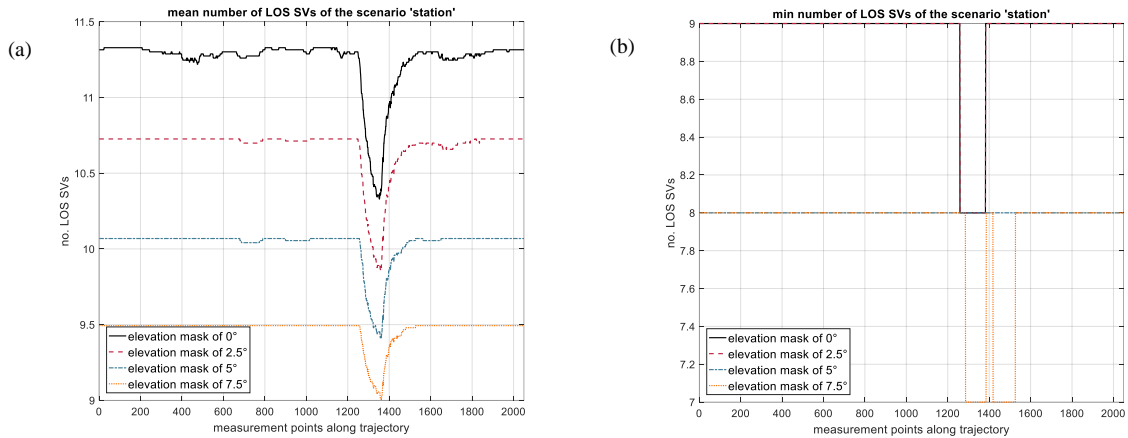 (a)
mean number of LOS SVs of the scenario 'station'
11.5
11
10.5
10
9.5
9
no. LOS SVs
elevation mask of 0°
elevation mask of 2.5°
elevation mask of 5°
elevation mask of 7.5°
0 200 400 600 800 1000 1200 1400 1600 1800 2000
measurement points along trajectory
(b)
min number of LOS SVs of the scenario 'station'
9
8.8
8.6
8.4
8.2
8
7.8
7.6
7.4
7.2
7
no. LOS SVs
elevation mask of 0°
elevation mask of 2.5°
elevation mask of 5°
elevation mask of 7.5°
0 200 400 600 800 1000 1200 1400 1600 1800 2000
measurement points along trajectory